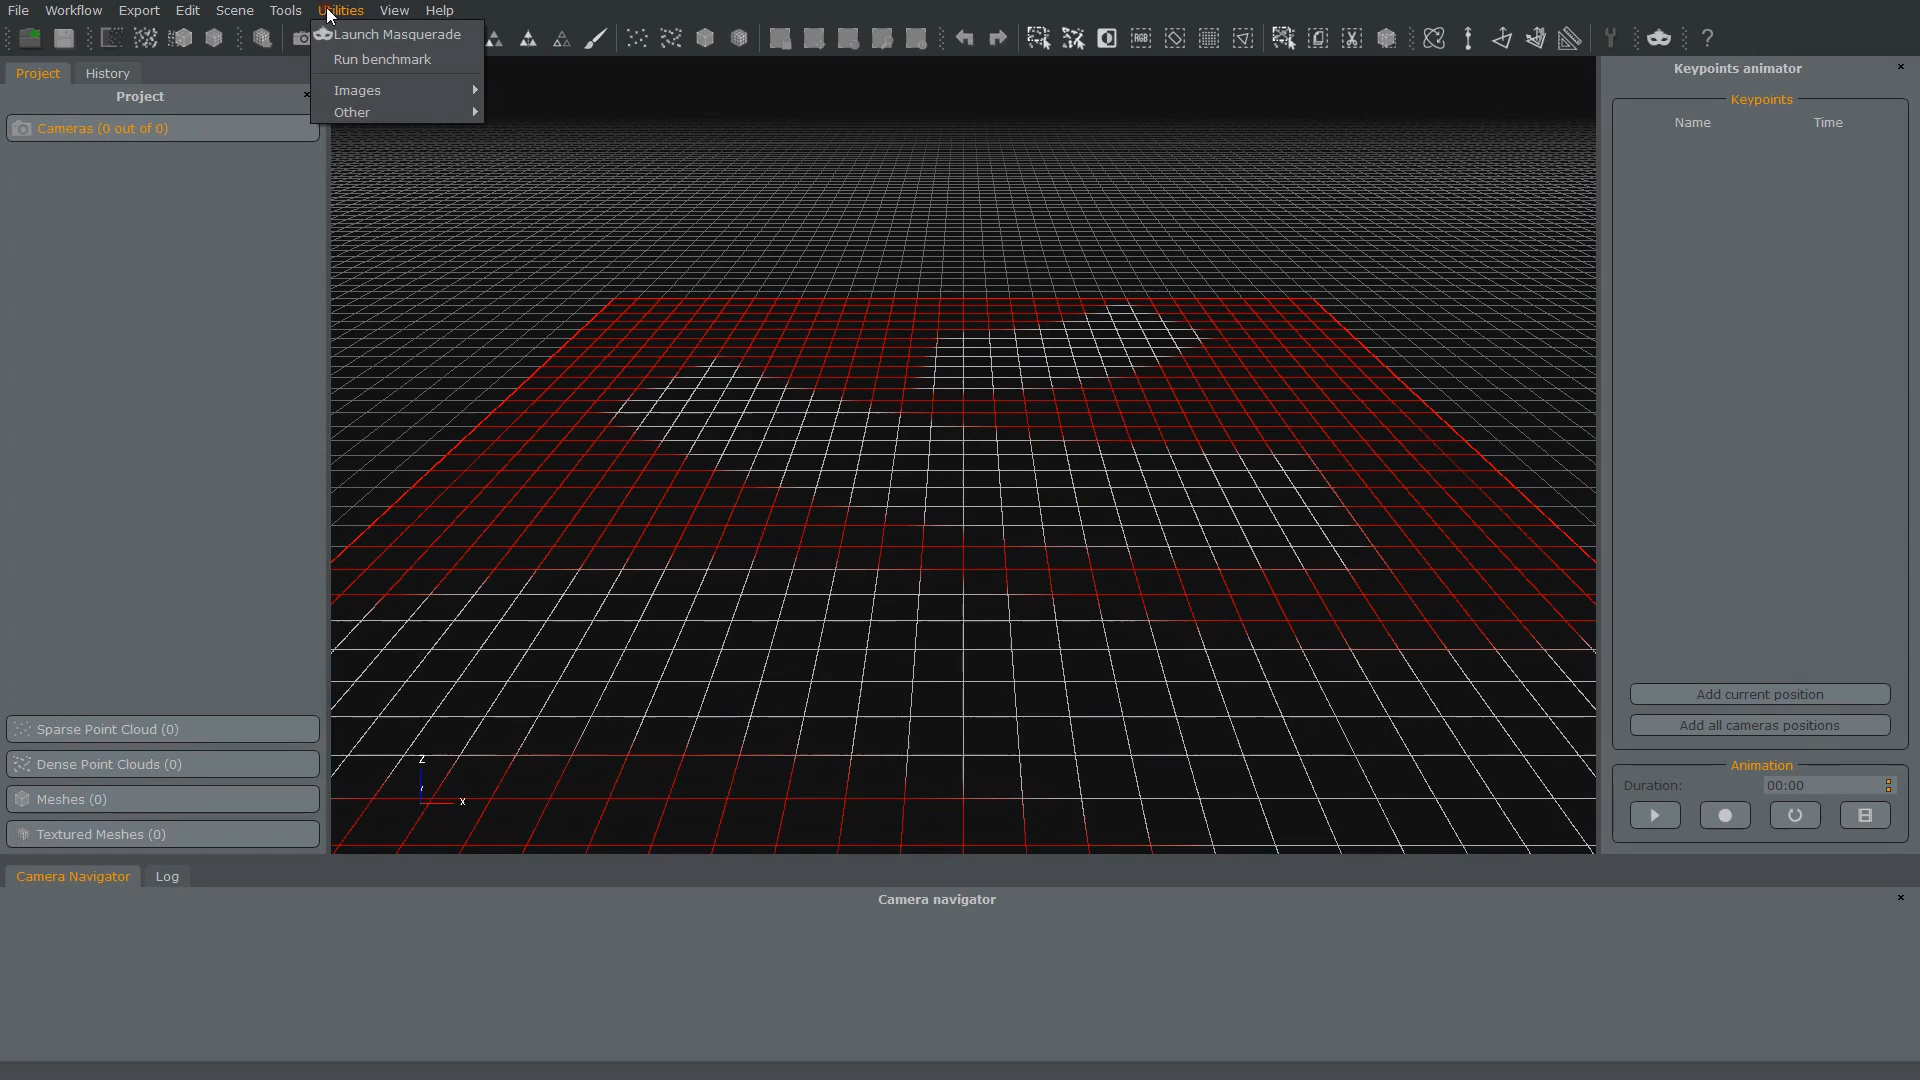 File Workflow Export Edit Scene Tools Utilities View Help
Launch Masquerade
Run benchmark
Images
Other
Project History
Project
Cameras (0 out of 0)
Sparse Point Cloud (0)
Dense Point Clouds (0)
Meshes (0)
Textured Meshes (0)
RGB
Z
Y
X
Keypoints animator
Keypoints
Name Time
Add current position
Add all cameras positions
Animation
Duration: 00:00
Camera Navigator Log
Camera navigator